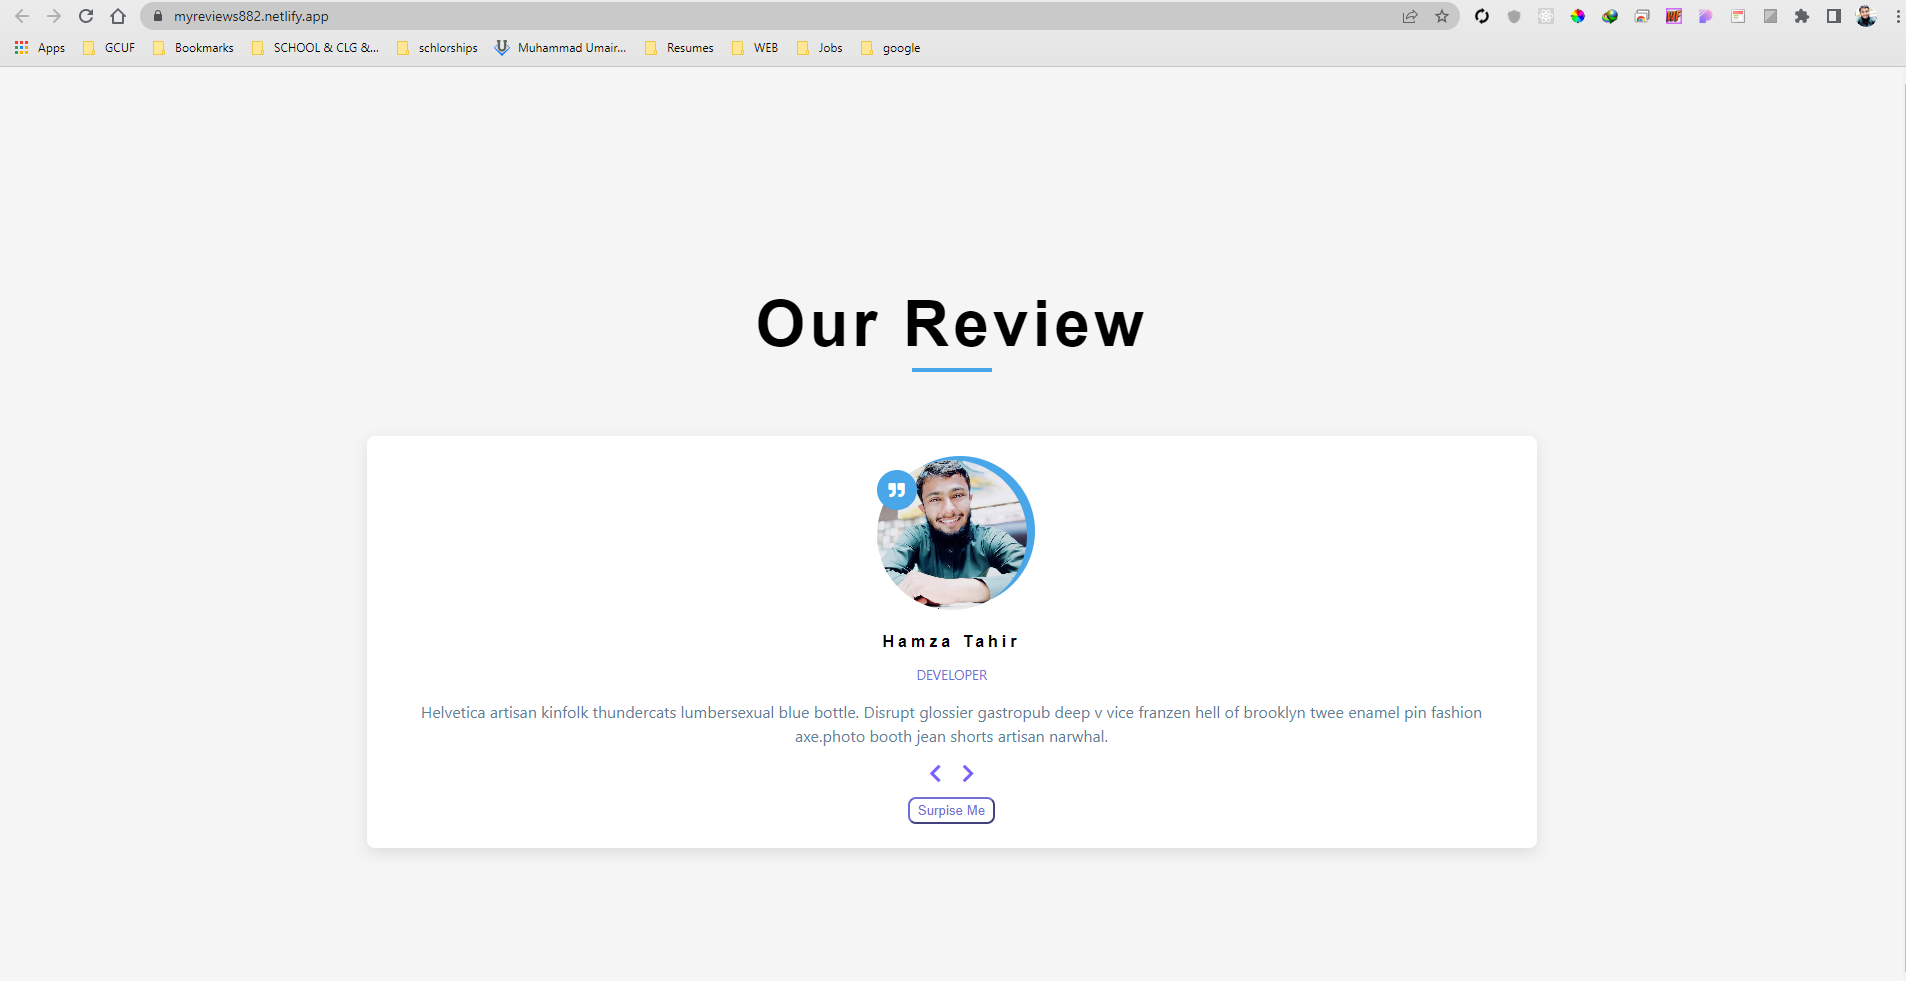 myreviews882.netlify.app
Apps GCUF Bookmarks SCHOOL & CLG &... schlorships Muhammad Umair... Resumes WEB Jobs google
Our Review
Hamza Tahir
DEVELOPER
Helvetica artisan kinfolk thundercats lumbersexual blue bottle. Disrupt glossier gastropub deep v vice franzen hell of brooklyn twee enamel pin fashion
axe.photo booth jean shorts artisan narwhal.
Surpise Me